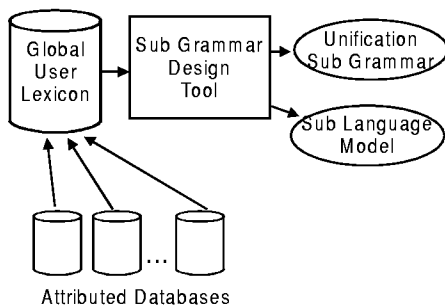 Global
User
Lexicon
Sub Grammar
Design
Tool
Unification
Sub Grammar
Sub Language
Model
...
Attributed Databases